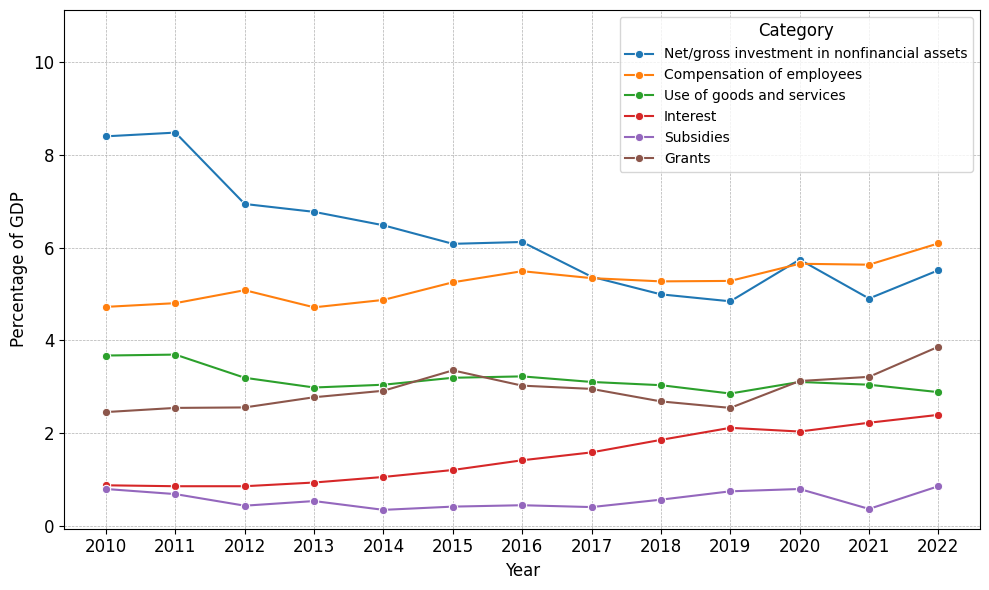 Category
Net/gross investment in nonfinancial assets
Compensation of employees
Use of goods and services
Interest
Subsidies
Grants
Percentage of GDP
10
8
6
4
2
0
2010 2011 2012 2013 2014 2015 2016 2017 2018 2019 2020 2021 2022
Year